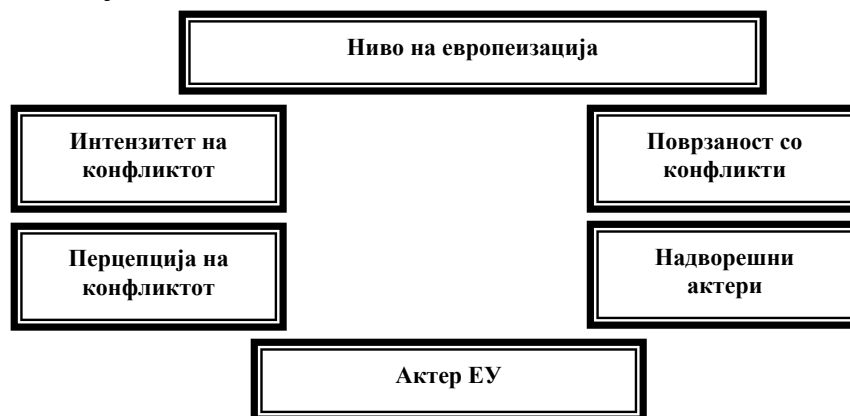 Ниво на европеизација
Интензитет на
конфликтот
Поврзаност со
конфликти
Перцепција на
конфликтот
Надворешни
актери
Актер ЕУ